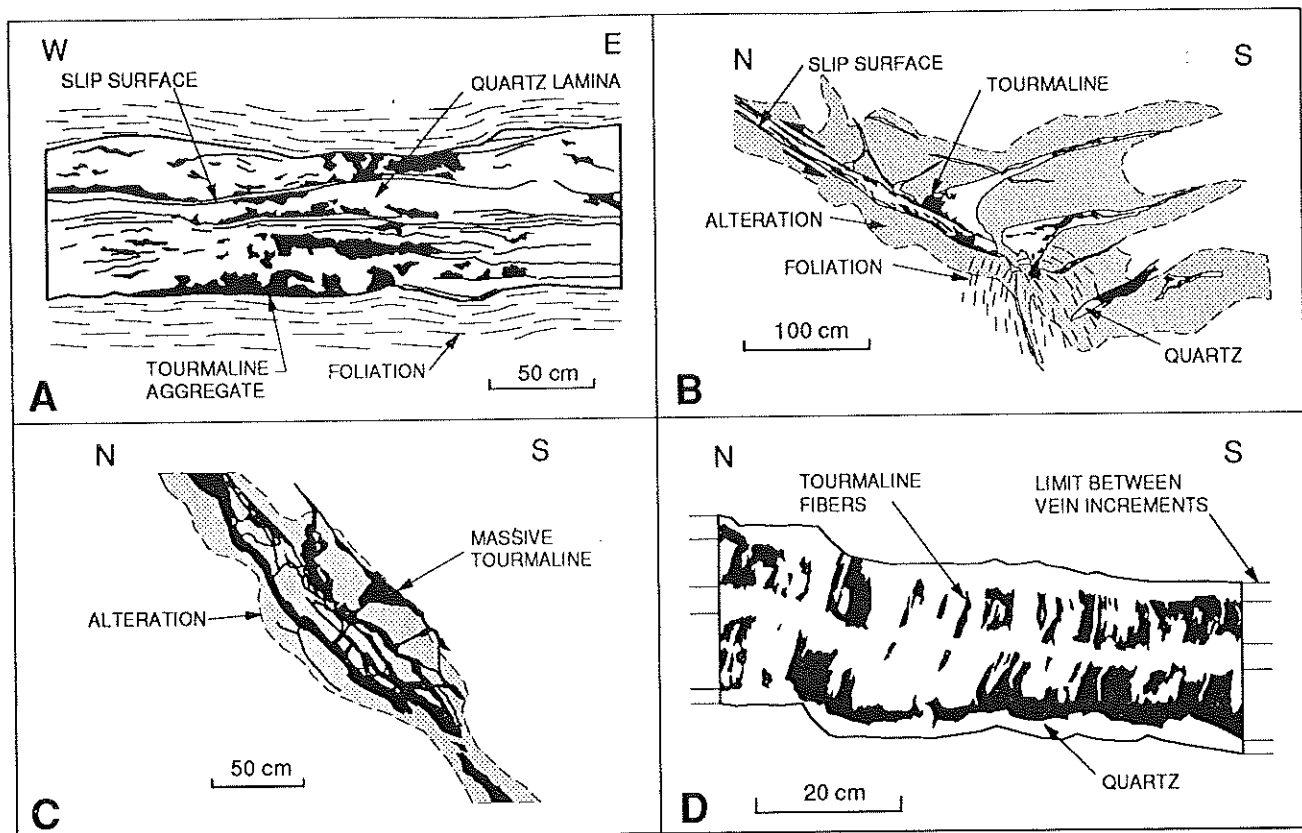 W
E
SLIP SURFACE
QUARTZ LAMINA
TOURMALINE
AGGREGATE
FOLIATION
50 cm
A
N
S
SLIP SURFACE
TOURMALINE
ALTERATION
FOLIATION
100 cm
QUARTZ
B
N
S
MASSIVE
TOURMALINE
ALTERATION
50 cm
C
N
S
TOURMALINE
FIBERS
LIMIT BETWEEN
VEIN INCREMENTS
QUARTZ
20 cm
D